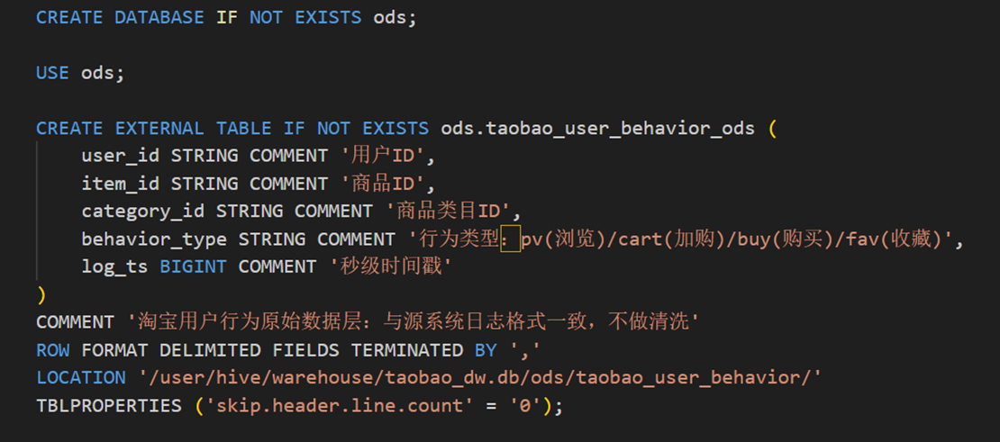 CREATE DATABASE IF NOT EXISTS ods;
USE ods;
CREATE EXTERNAL TABLE IF NOT EXISTS ods.taobao_user_behavior_ods (
user_id STRING COMMENT '用户ID',
item_id STRING COMMENT '商品ID',
category_id STRING COMMENT '商品类目ID',
behavior_type STRING COMMENT '行为类型：pv(浏览)/cart(加购)/buy(购买)/fav(收藏)',
log_ts BIGINT COMMENT '秒级时间戳'
)
COMMENT '淘宝用户行为原始数据层：与源系统日志格式一致，不做清洗'
ROW FORMAT DELIMITED FIELDS TERMINATED BY ','
LOCATION '/user/hive/warehouse/taobao_dw.db/ods/taobao_user_behavior/'
TBLPROPERTIES ('skip.header.line.count' = '0');